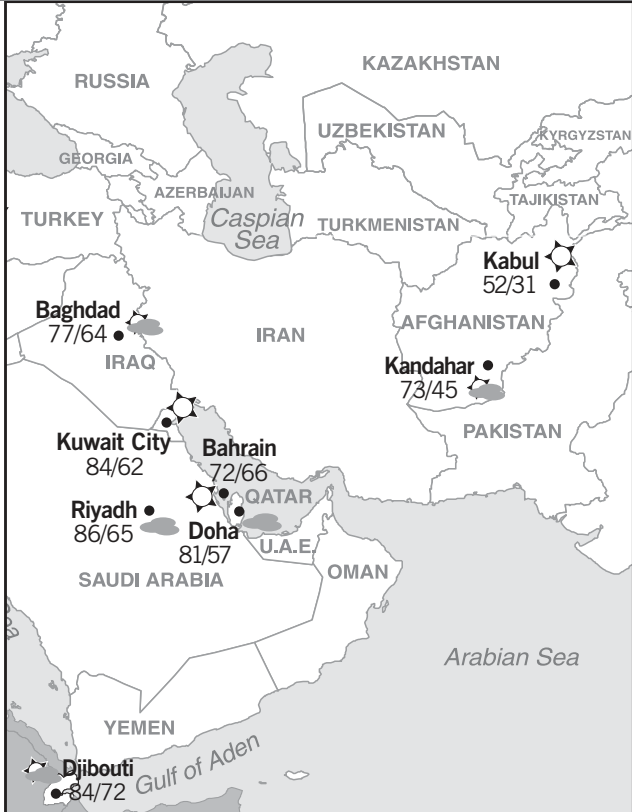 KAZAKHSTAN
RUSSIA
UZBEKISTAN
KYRGYZSTAN
GEORGIA
AZERBAIJAN
TAJIKISTAN
TURKEY
Caspian
Sea
TURKMENISTAN
Kabul
52/31
Baghdad
77/64
IRAN
AFGHANISTAN
IRAQ
Kandahar
73/45
PAKISTAN
Kuwait City
84/62
Bahrain
72/66
QATAR
Riyadh
86/65
Doha
81/57
U.A.E.
SAUDI ARABIA
OMAN
Arabian Sea
YEMEN
Gulf of Aden
Djibouti
84/72